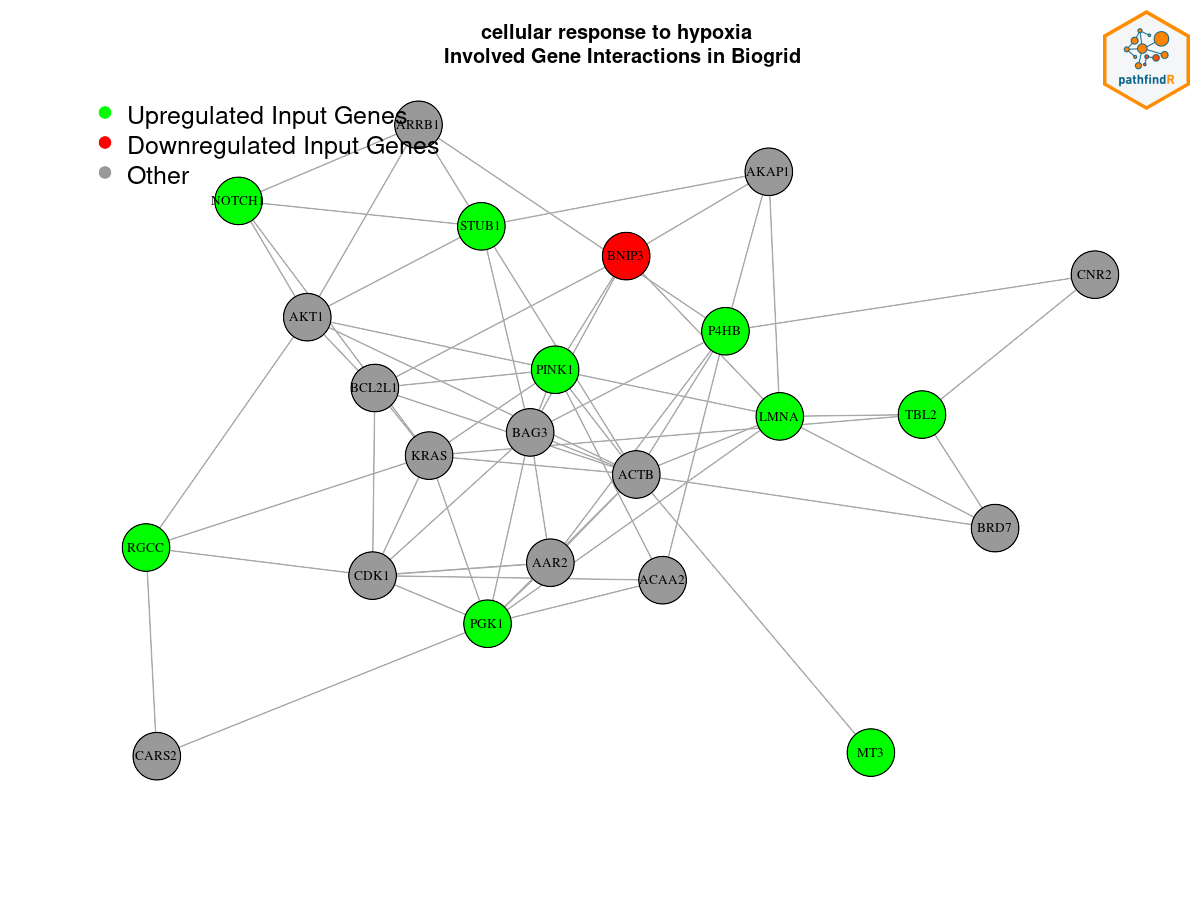 cellular response to hypoxia
Involved Gene Interactions in Biogrid
pathfindR
Upregulated Input Genes
Downregulated Input Genes
Other
ARRB1
AKAP1
NOTCH1
STUB1
BNIP3
CNR2
AKT1
P4HB
PINK1
BCL2L1
LMNA
TBL2
BAG3
KRAS
ACTB
BRD7
RGCC
AAR2
CDK1
ACAA2
PGK1
CARS2
MT3